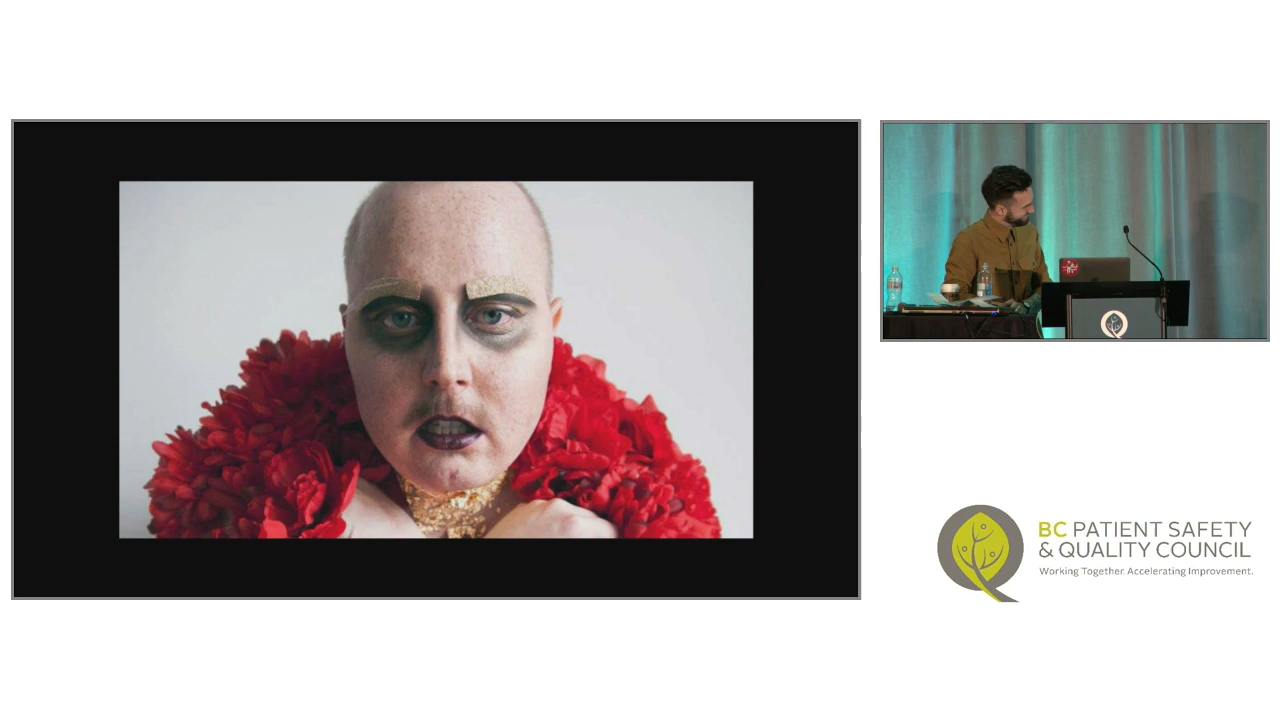 BC PATIENT SAFETY
& QUALITY COUNCIL
Working Together. Accelerating Improvement.